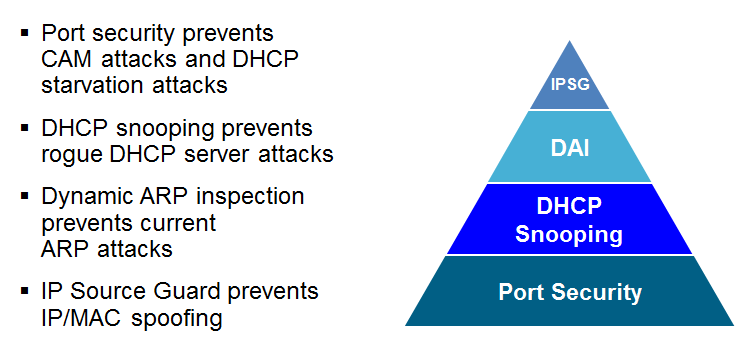 ▪ Port security prevents
CAM attacks and DHCP
starvation attacks
▪ DHCP snooping prevents
rogue DHCP server attacks
▪ Dynamic ARP inspection
prevents current
ARP attacks
▪ IP Source Guard prevents
IP/MAC spoofing
IPSG
DAI
DHCP
Snooping
Port Security